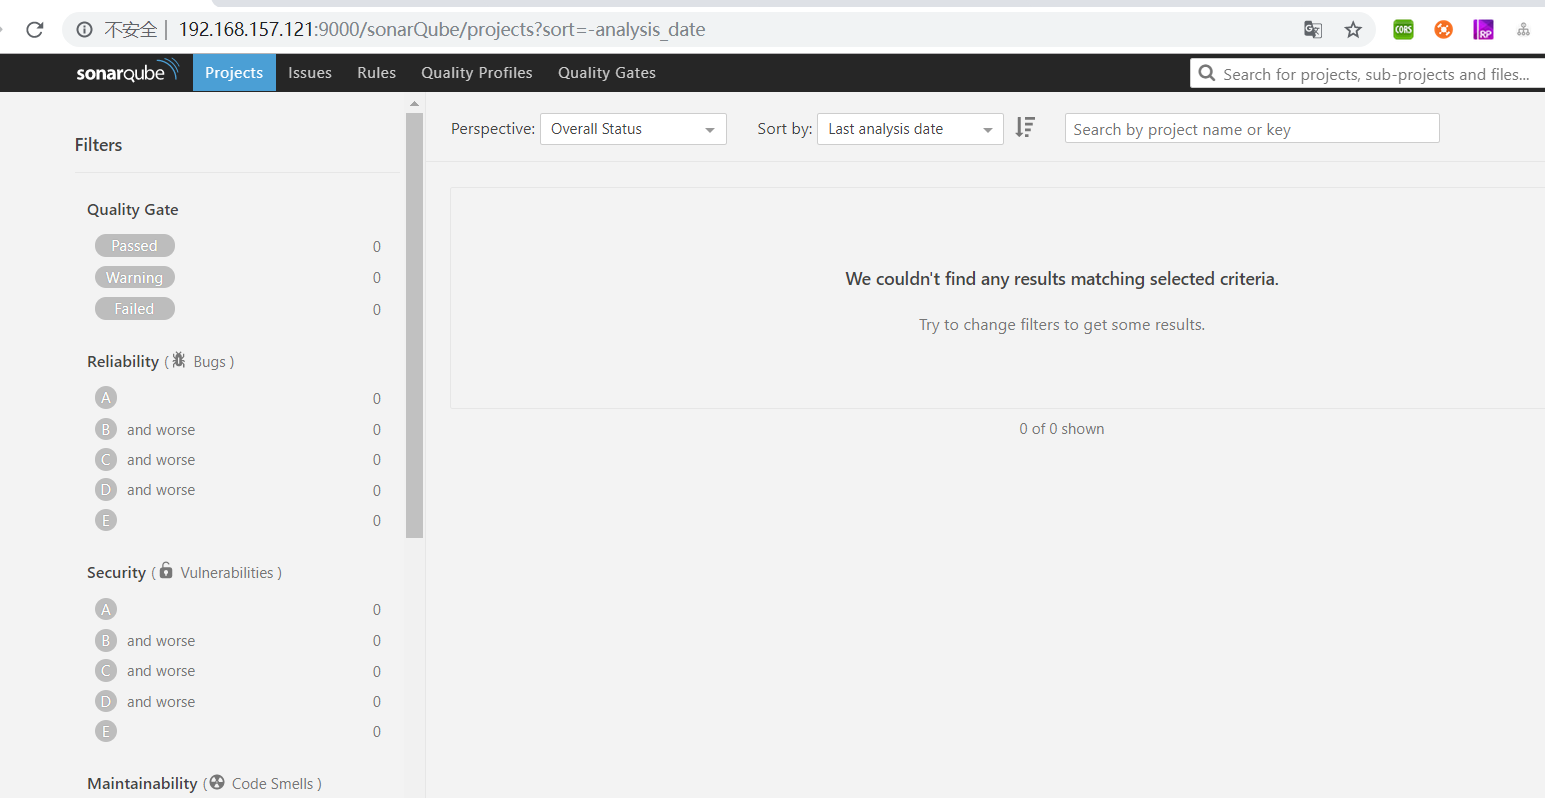 不安全 | 192.168.157.121:9000/sonarQube/projects?sort=-analysis_date
CORS
RP
sonarqube Projects Issues Rules Quality Profiles Quality Gates Search for projects, sub-projects and files...
Perspective: Overall Status Sort by: Last analysis date Search by project name or key
Filters
Quality Gate
Passed 0
Warning 0
Failed 0
Reliability ( Bugs )
A 0
B and worse 0
C and worse 0
D and worse 0
E 0
Security ( Vulnerabilities )
A 0
B and worse 0
C and worse 0
D and worse 0
E 0
Maintainability ( Code Smells )
We couldn't find any results matching selected criteria.
Try to change filters to get some results.
0 of 0 shown